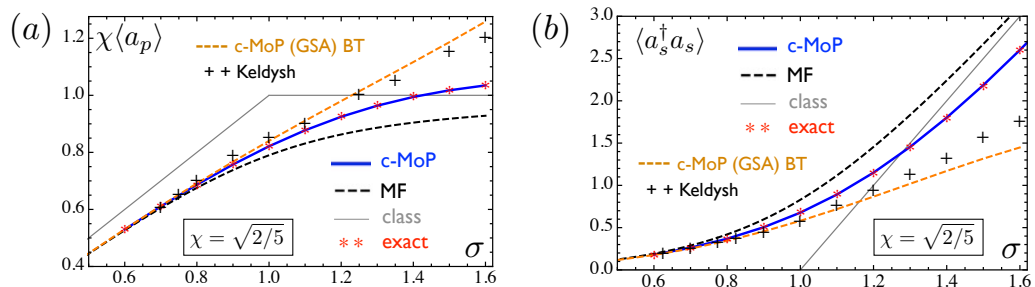 (a) χ⟨a_p⟩
1.2
1.0
0.8
0.6
0.4
0.6 0.8 1.0 1.2 1.4 1.6
c-MoP (GSA) BT
+ + Keldysh
c-MoP
MF
class
** exact
χ = √2/5
σ
(b) ⟨a_s†a_s⟩
3.0
2.5
2.0
1.5
1.0
0.5
0.0
0.6 0.8 1.0 1.2 1.4 1.6
c-MoP
MF
class
** exact
c-MoP (GSA) BT
+ + Keldysh
χ = √2/5
σ